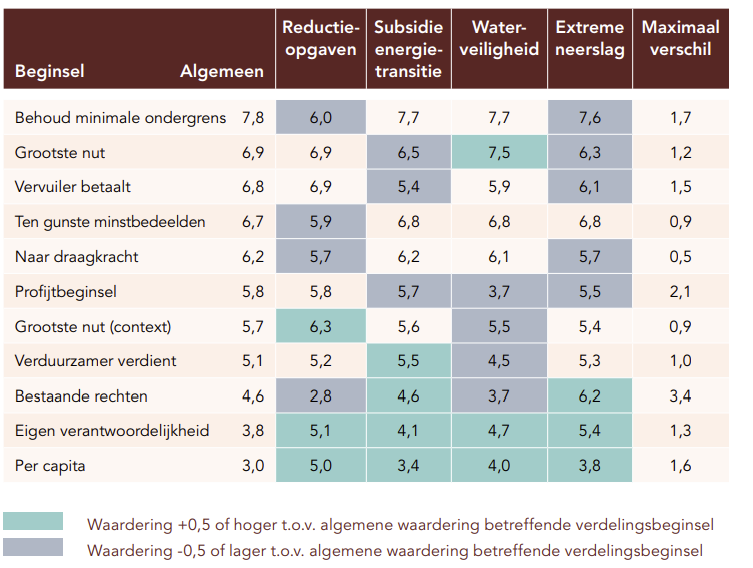 Beginsel Algemeen Reductie-opgaven Subsidie energie-transitie Water-veiligheid Extreme neerslag Maximaal verschil
Behoud minimale ondergrens 7,8 6,0 7,7 7,7 7,6 1,7
Grootste nut 6,9 6,9 6,5 7,5 6,3 1,2
Vervuiler betaalt 6,8 6,9 5,4 5,9 6,1 1,5
Ten gunste minstbedeelden 6,7 5,9 6,8 6,8 6,8 0,9
Naar draagkracht 6,2 5,7 6,2 6,1 5,7 0,5
Profijtbeginsel 5,8 5,8 5,7 3,7 5,5 2,1
Grootste nut (context) 5,7 6,3 5,6 5,5 5,4 0,9
Verduurzamer verdient 5,1 5,2 5,5 4,5 5,3 1,0
Bestaande rechten 4,6 2,8 4,6 3,7 6,2 3,4
Eigen verantwoordelijkheid 3,8 5,1 4,1 4,7 5,4 1,3
Per capita 3,0 5,0 3,4 4,0 3,8 1,6
Waardering +0,5 of hoger t.o.v. algemene waardering betreffende verdelingsbeginsel
Waardering -0,5 of lager t.o.v. algemene waardering betreffende verdelingsbeginsel